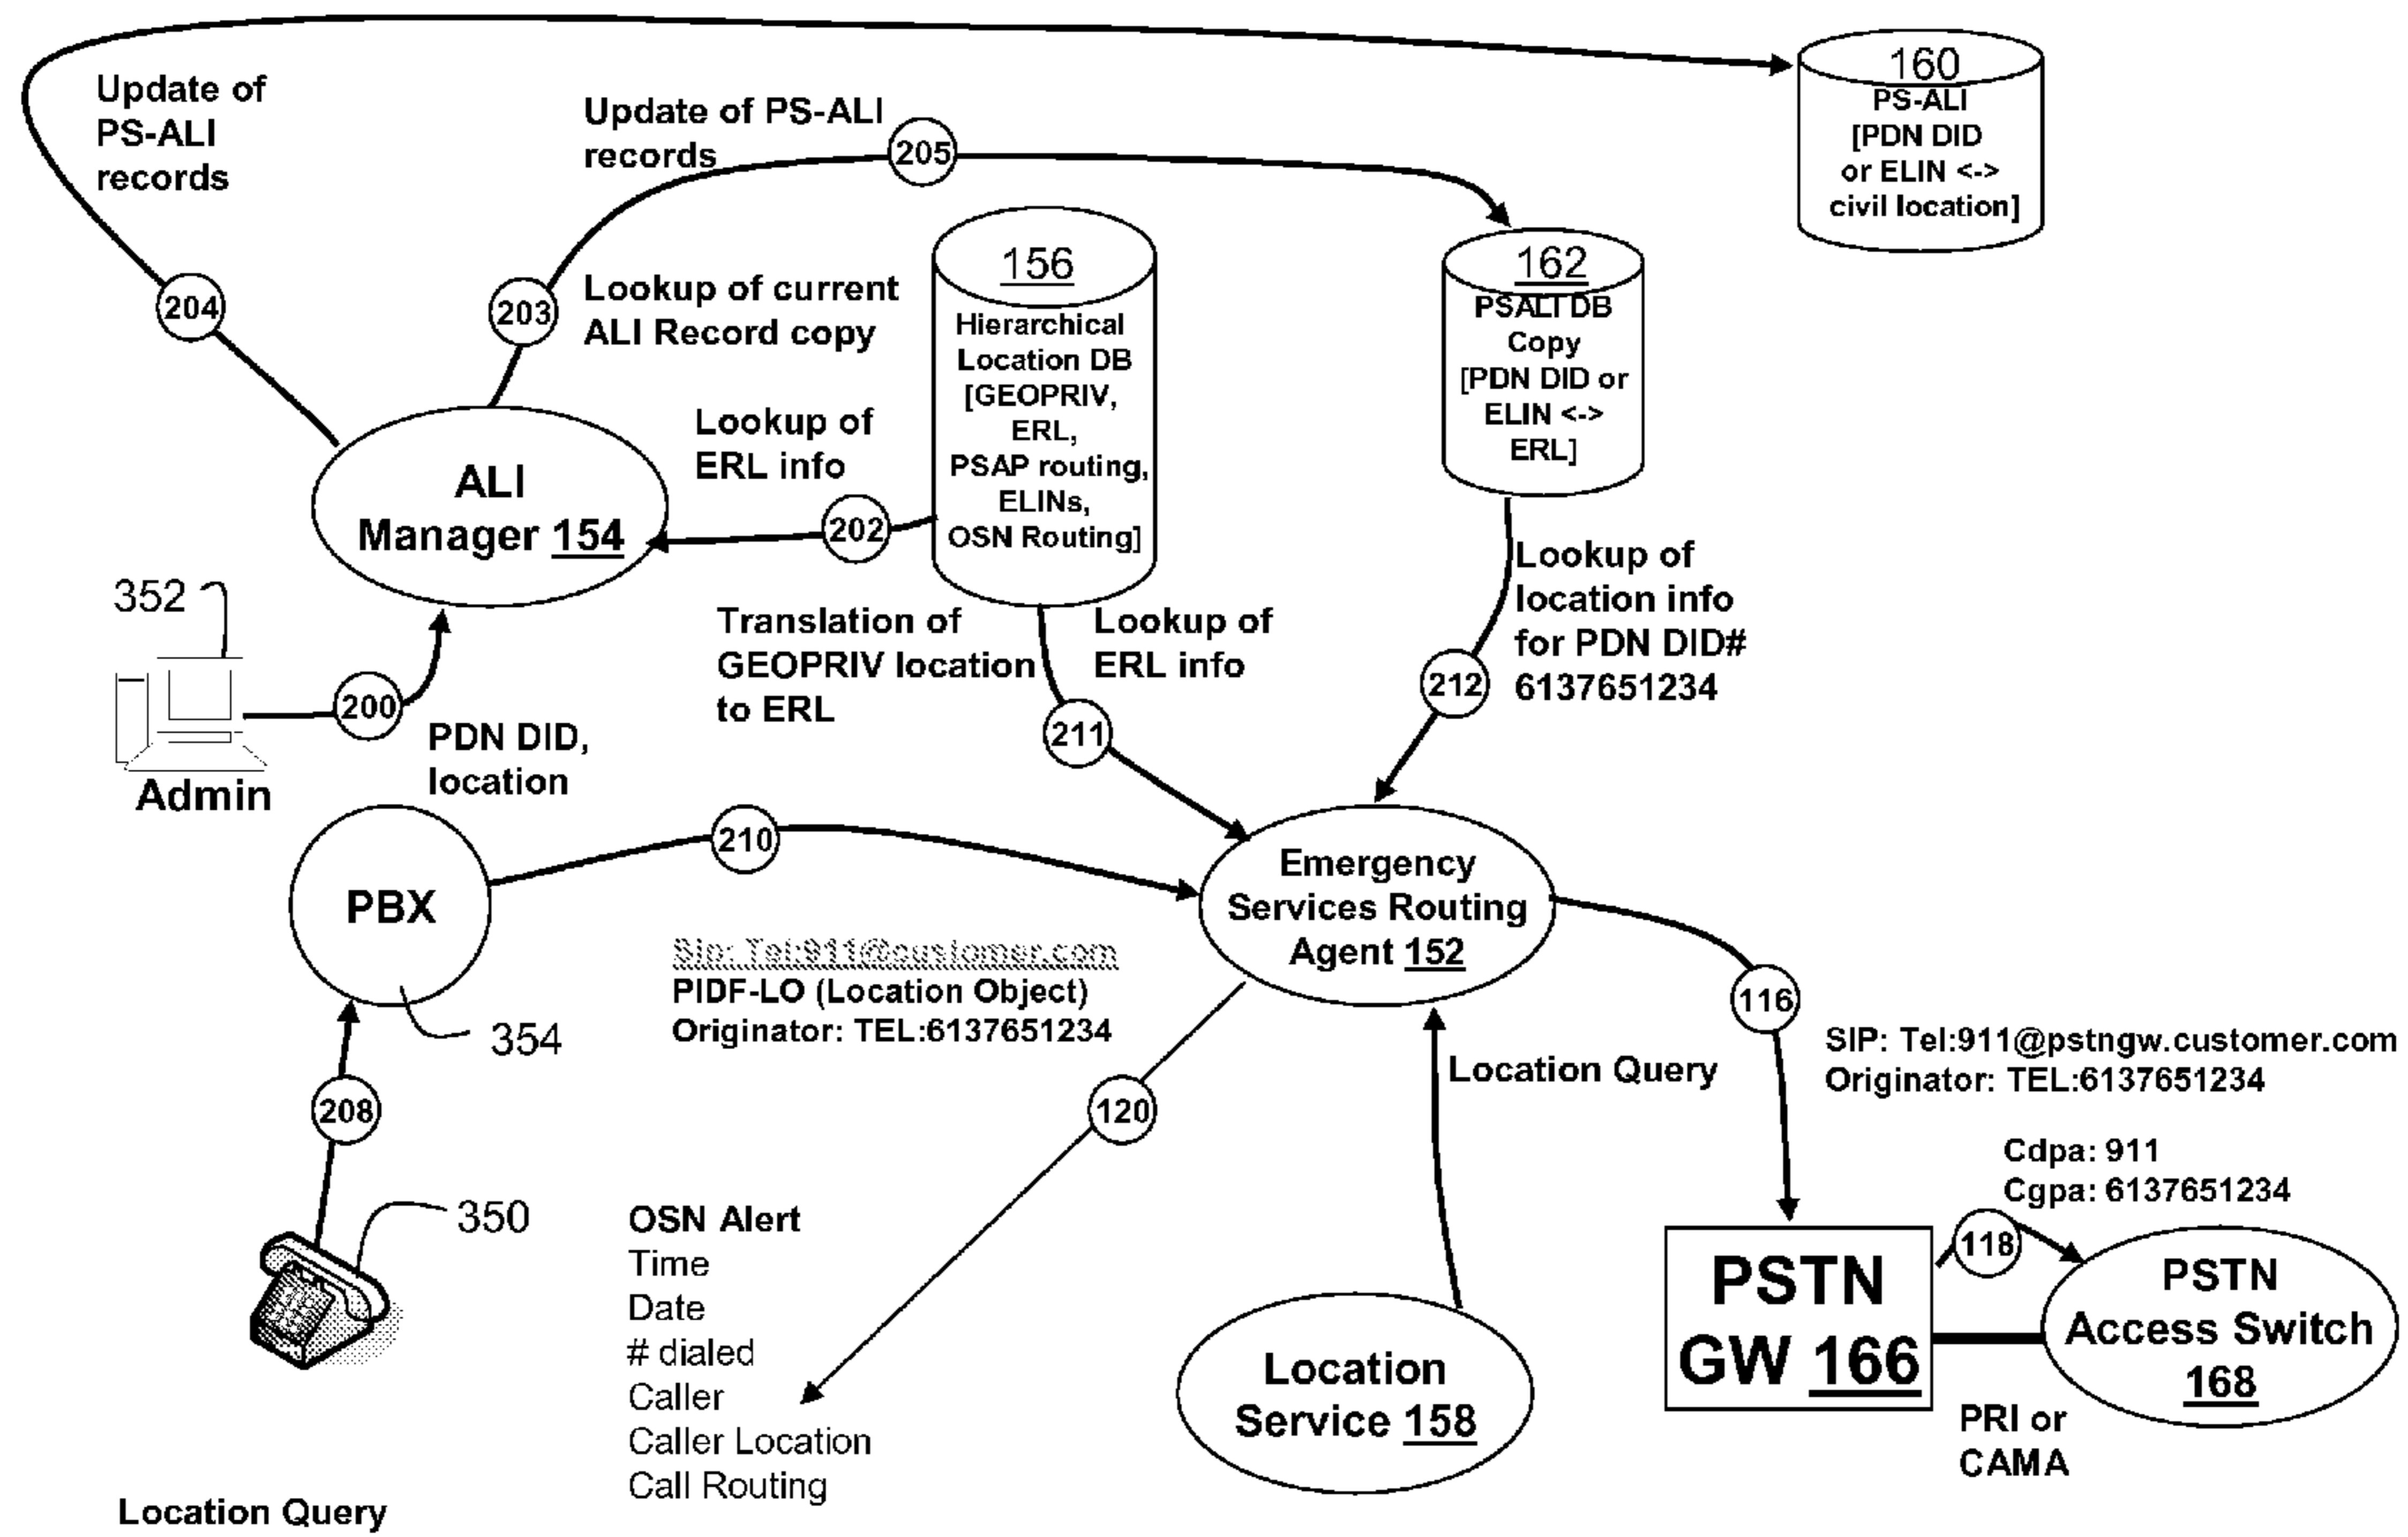 160
PS-ALI
[PDN DID
or ELIN <->
civil location]
Update of
PS-ALI
records
Update of PS-ALI
records
205
204
203
Lookup of current
ALI Record copy
156
Hierarchical
Location DB
[GEOPRIV,
ERL,
PSAP routing,
ELINs,
OSN Routing]
162
PSALI DB
Copy
[PDN DID or
ELIN <->
ERL]
Lookup of
ERL info
202
ALI
Manager 154
352
Admin
200
PDN DID,
location
Translation of
GEOPRIV location
to ERL
Lookup of
ERL info
211
Lookup of
location info
for PDN DID#
6137651234
212
PBX
354
210
Sip: Tel:911@customer.com
PIDF-LO (Location Object)
Originator: TEL:6137651234
Emergency
Services Routing
Agent 152
116
SIP: Tel:911@pstngw.customer.com
Originator: TEL:6137651234
208
350
120
Location Query
Cdpa: 911
Cgpa: 6137651234
118
OSN Alert
Time
Date
# dialed
Caller
Caller Location
Call Routing
Location
Service 158
PSTN
GW 166
PSTN
Access Switch
168
PRI or
CAMA
Location Query